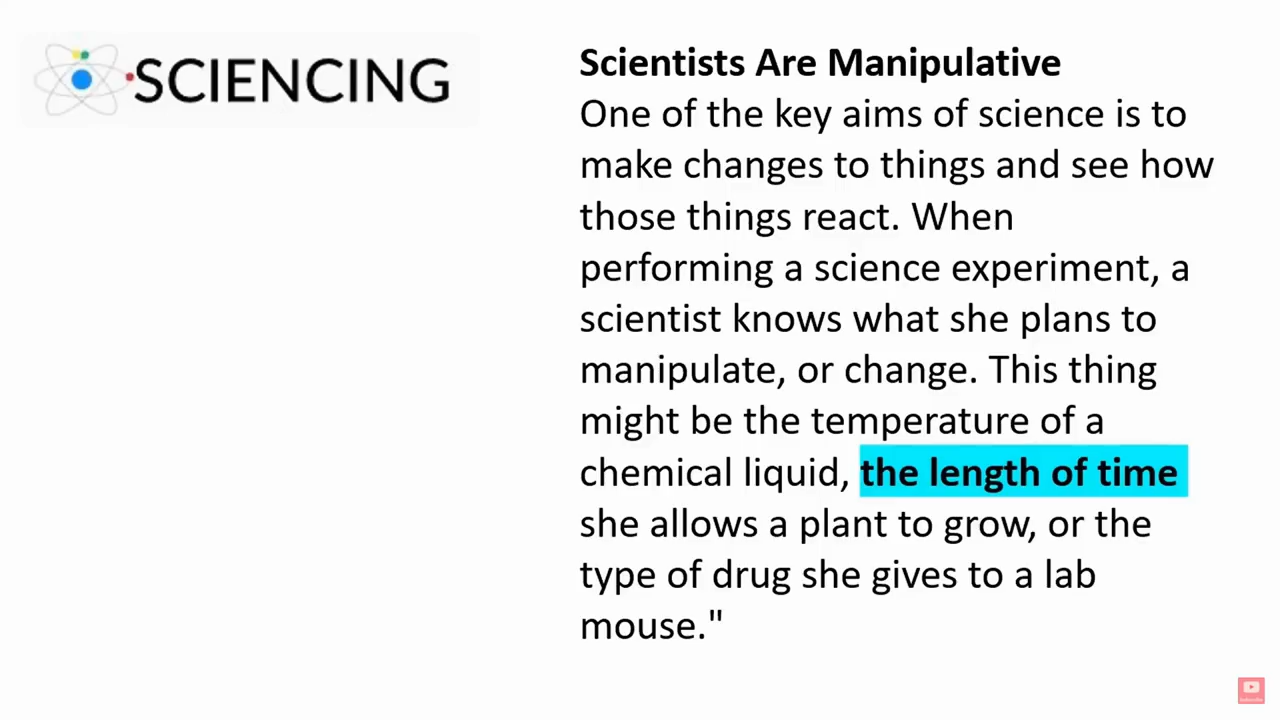 SCIENCING
Scientists Are Manipulative
One of the key aims of science is to
make changes to things and see how
those things react. When
performing a science experiment, a
scientist knows what she plans to
manipulate, or change. This thing
might be the temperature of a
chemical liquid, the length of time
she allows a plant to grow, or the
type of drug she gives to a lab
mouse."